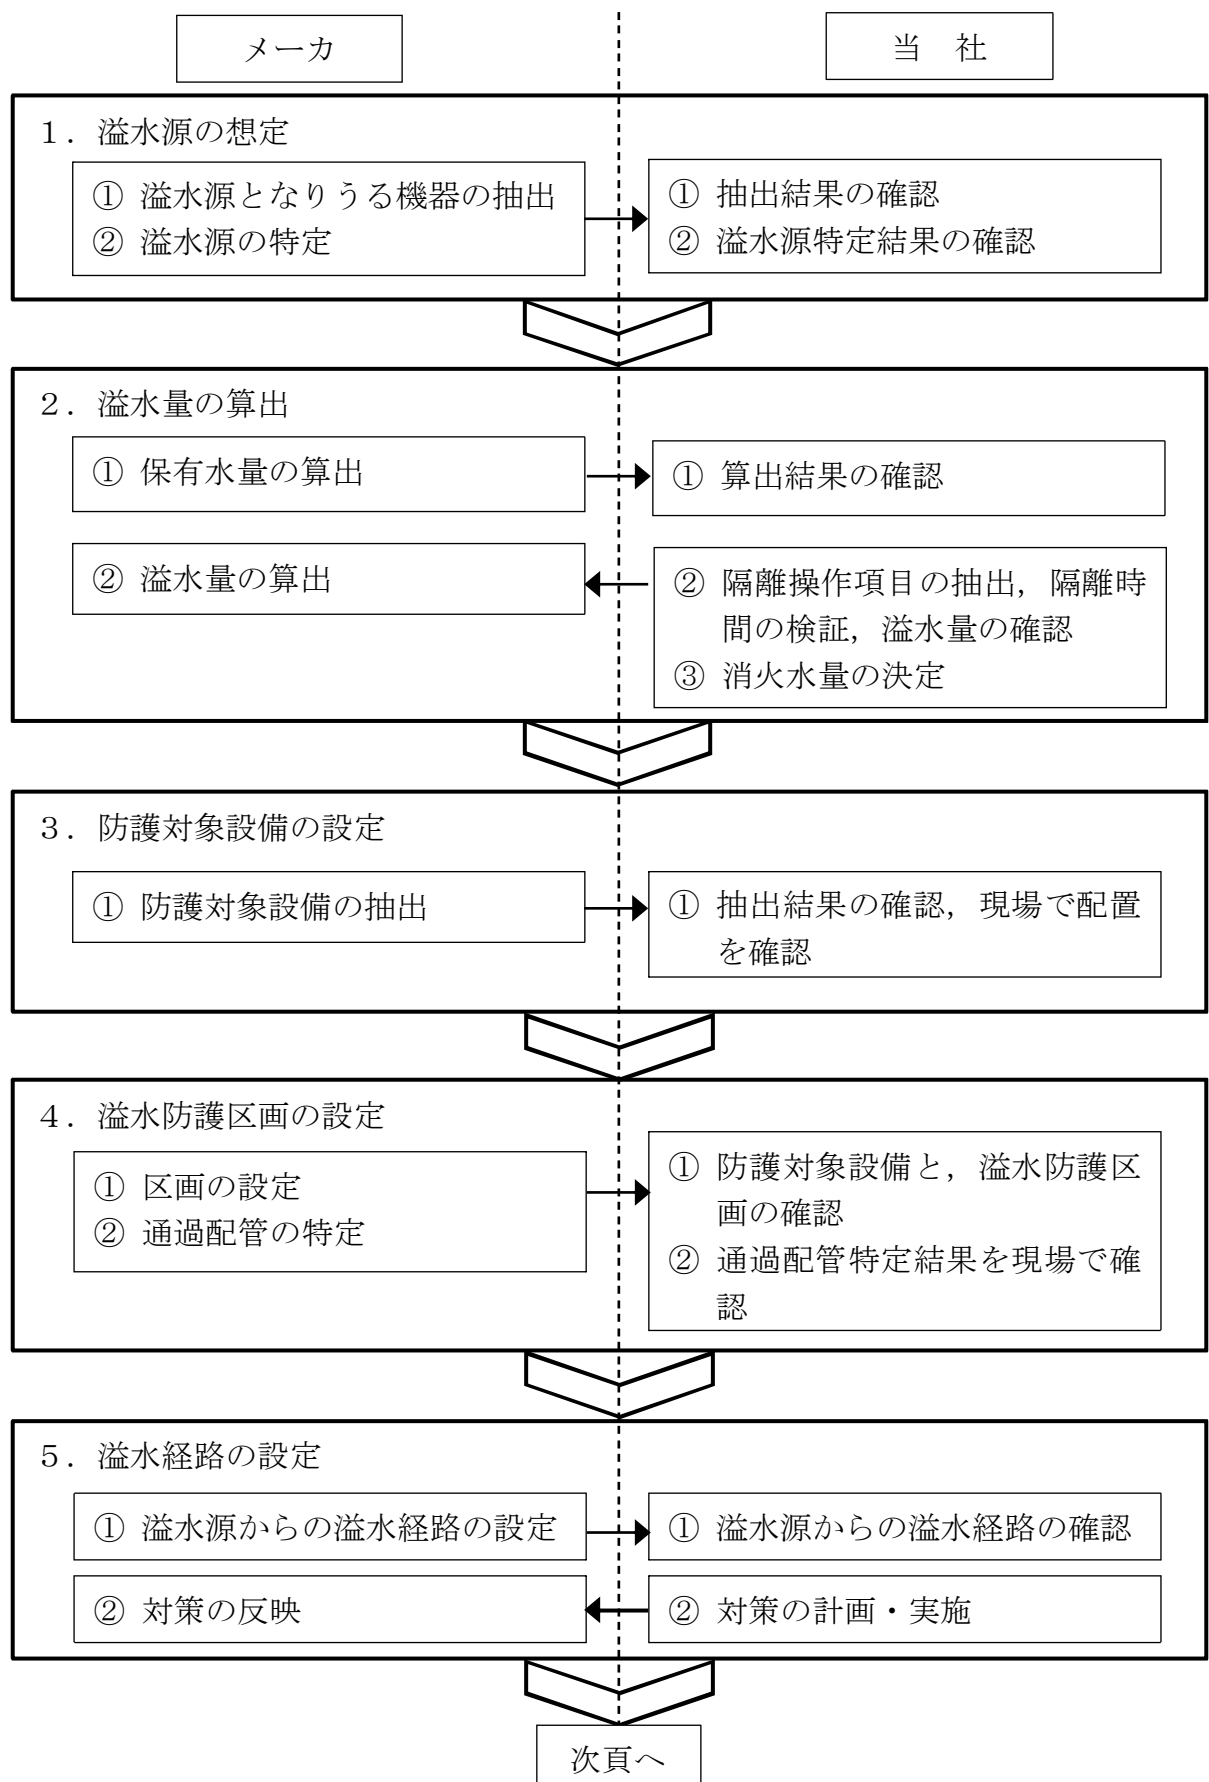 メーカ
当　社
１．溢水源の想定
① 溢水源となりうる機器の抽出
② 溢水源の特定
① 抽出結果の確認
② 溢水源特定結果の確認
２．溢水量の算出
① 保有水量の算出
① 算出結果の確認
② 溢水量の算出
② 隔離操作項目の抽出，隔離時
間の検証，溢水量の確認
③ 消火水量の決定
３．防護対象設備の設定
① 防護対象設備の抽出
① 抽出結果の確認，現場で配置
を確認
４．溢水防護区画の設定
① 区画の設定
② 通過配管の特定
① 防護対象設備と，溢水防護区
画の確認
② 通過配管特定結果を現場で確
認
５．溢水経路の設定
① 溢水源からの溢水経路の設定
① 溢水源からの溢水経路の確認
② 対策の反映
② 対策の計画・実施
次頁へ